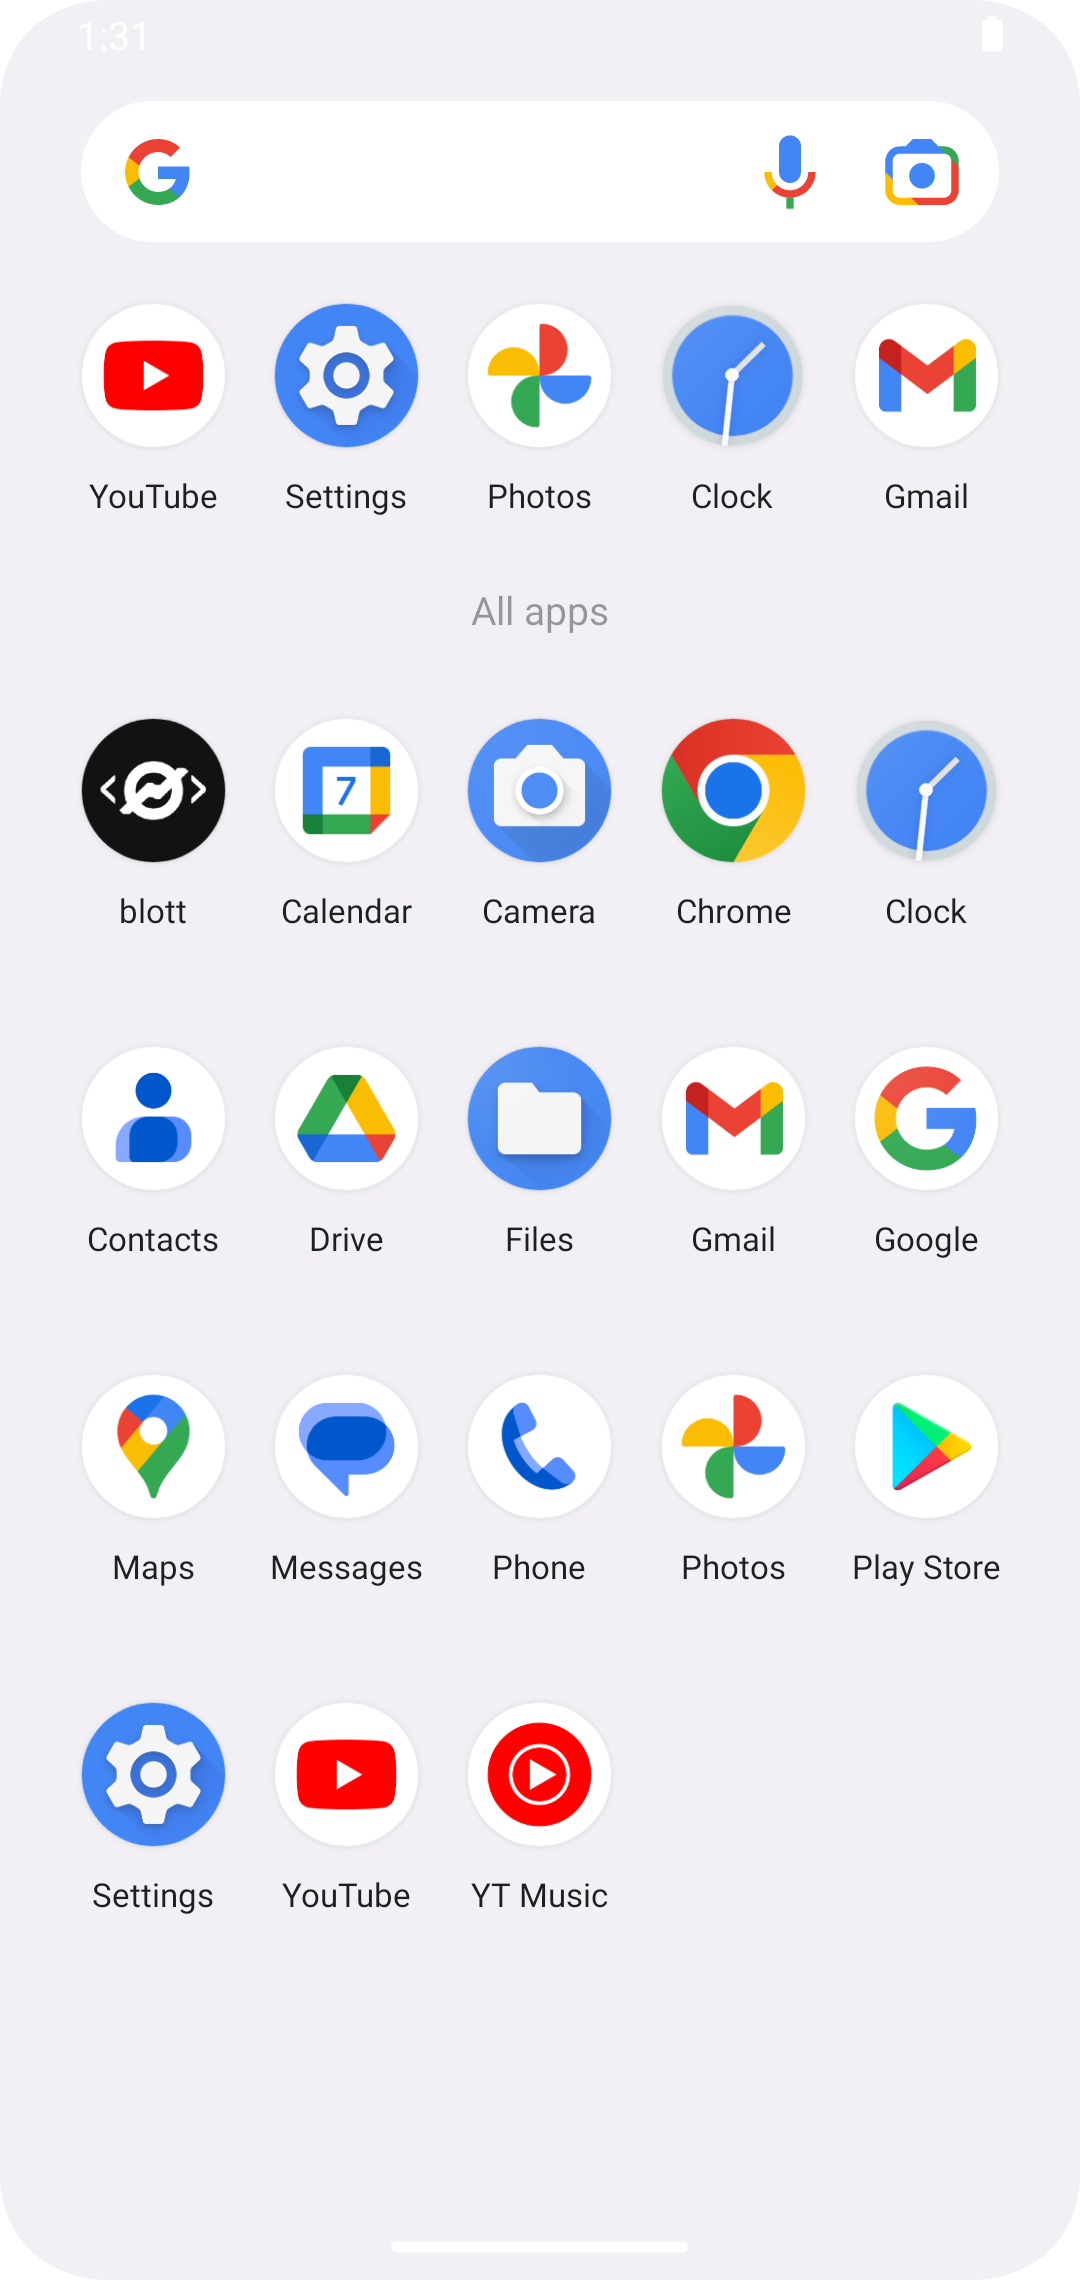 1:31
YouTube Settings Photos Clock Gmail
All apps
blott Calendar Camera Chrome Clock
Contacts Drive Files Gmail Google
Maps Messages Phone Photos Play Store
Settings YouTube YT Music